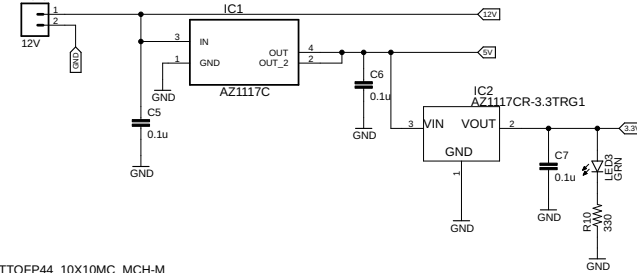 1
2
12V
GND
IC1
3
IN
1
GND
OUT
4
OUT_2
2
AZ1117C
GND
C5
0.1u
GND
12V
5V
C6
0.1u
GND
IC2
AZ1117CR-3.3TRG1
3
VIN
VOUT
2
GND
1
GND
C7
0.1u
GND
3.3V
LED3
GRN
R10
330
GND
TTQFP44_10X10MC_MCH-M